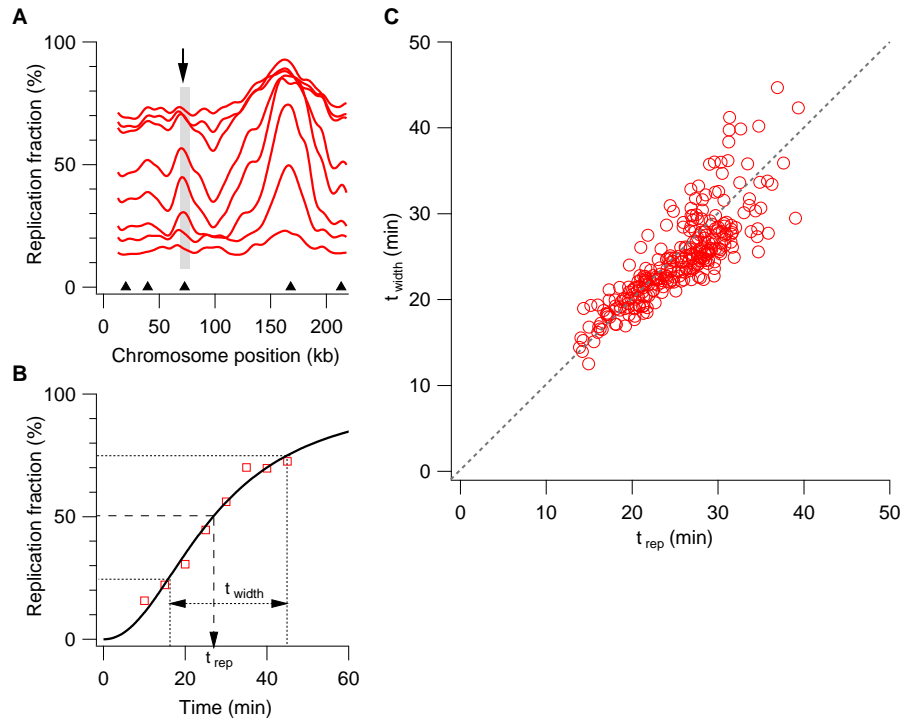 A
100
50
0
Replication fraction (%)
0 50 100 150 200
Chromosome position (kb)
B
100
50
0
Replication fraction (%)
t width
t rep
0 20 40 60
Time (min)
C
50
40
30
20
10
0
t width (min)
0 10 20 30 40 50
t rep (min)